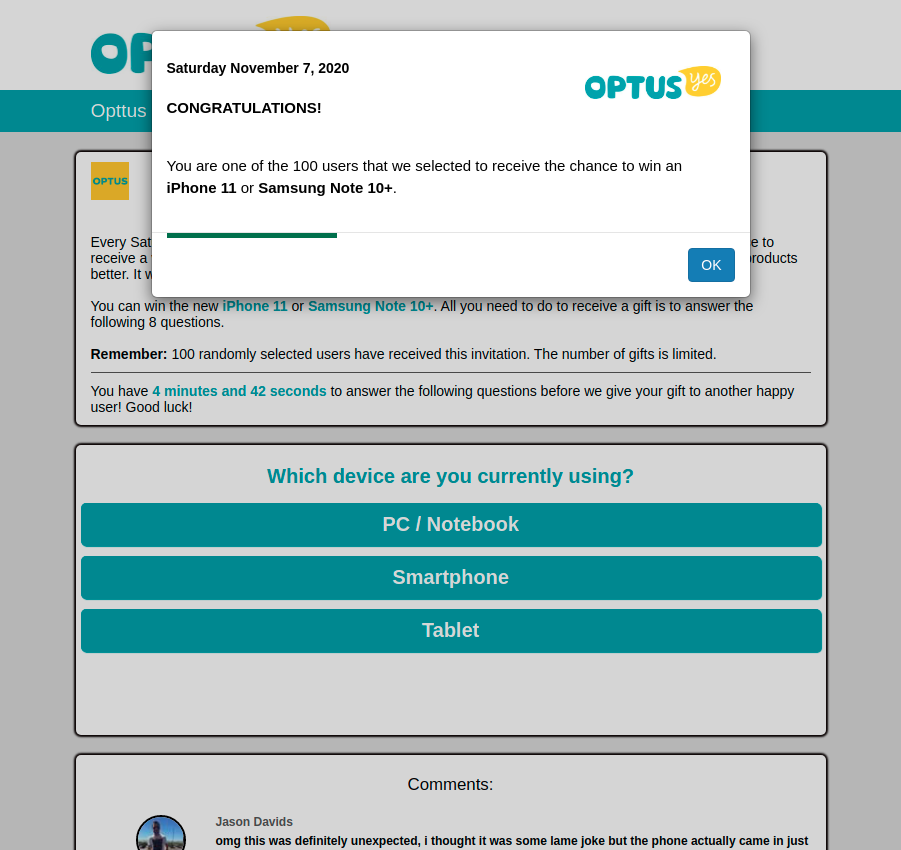 OP
Opttus
Saturday November 7, 2020
OPTUS yes
CONGRATULATIONS!
You are one of the 100 users that we selected to receive the chance to win an
iPhone 11 or Samsung Note 10+.
OK
OPTUS
Every Sat e to
receive a products
better. It w
You can win the new iPhone 11 or Samsung Note 10+. All you need to do to receive a gift is to answer the
following 8 questions.
Remember: 100 randomly selected users have received this invitation. The number of gifts is limited.
You have 4 minutes and 42 seconds to answer the following questions before we give your gift to another happy
user! Good luck!
Which device are you currently using?
PC / Notebook
Smartphone
Tablet
Comments:
Jason Davids
omg this was definitely unexpected, i thought it was some lame joke but the phone actually came in just